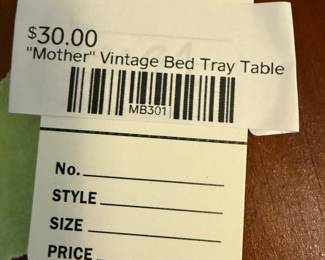 $30.00
"Mother" Vintage Bed Tray Table
MB301
No.
STYLE
SIZE
PRICE